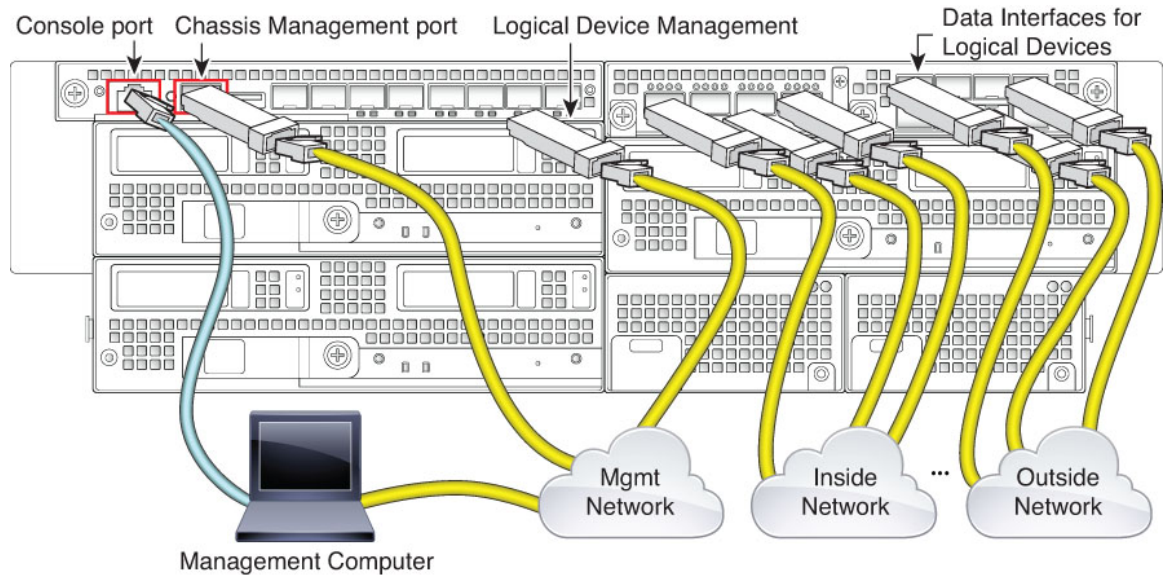 Console port
Chassis Management port
Logical Device Management
Data Interfaces for
Logical Devices
Mgmt
Network
Inside
Network
...
Outside
Network
Management Computer